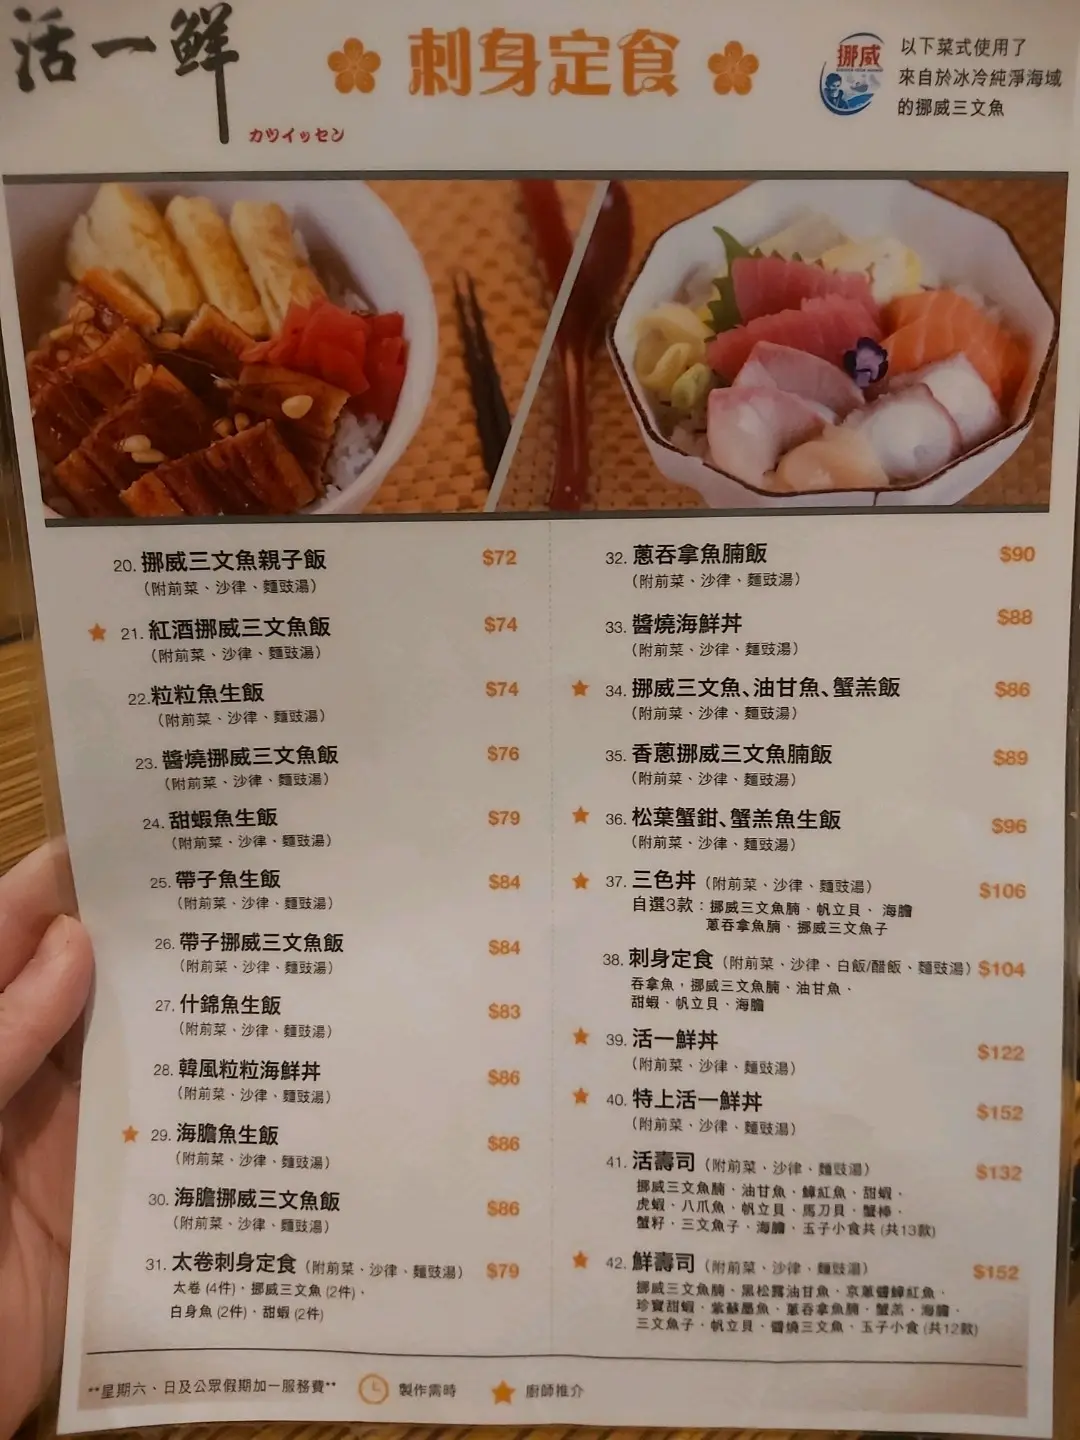 活一鮮
カツイッセン
刺身定食
挪威
以下菜式使用了
來自於冰冷純淨海域
的挪威三文魚
20. 挪威三文魚親子飯 $72
(附前菜、沙律、麵豉湯)
21. 紅酒挪威三文魚飯 $74
(附前菜、沙律、麵豉湯)
22. 粒粒魚生飯 $74
(附前菜、沙律、麵豉湯)
23. 醬燒挪威三文魚飯 $76
(附前菜、沙律、麵豉湯)
24. 甜蝦魚生飯 $79
(附前菜、沙律、麵豉湯)
25. 帶子魚生飯 $84
(附前菜、沙律、麵豉湯)
26. 帶子挪威三文魚飯 $84
(附前菜、沙律、麵豉湯)
27. 什錦魚生飯 $83
(附前菜、沙律、麵豉湯)
28. 韓風粒粒海鮮丼 $86
(附前菜、沙律、麵豉湯)
29. 海膽魚生飯 $86
(附前菜、沙律、麵豉湯)
30. 海膽挪威三文魚飯 $86
(附前菜、沙律、麵豉湯)
31. 太卷刺身定食 (附前菜、沙律、麵豉湯) $79
太卷 (4件)、挪威三文魚 (2件)、
白身魚 (2件)、甜蝦 (2件)
32. 蔥吞拿魚腩飯 $90
(附前菜、沙律、麵豉湯)
33. 醬燒海鮮丼 $88
(附前菜、沙律、麵豉湯)
34. 挪威三文魚、油甘魚、蟹羔飯 $86
(附前菜、沙律、麵豉湯)
35. 香蔥挪威三文魚腩飯 $89
(附前菜、沙律、麵豉湯)
36. 松葉蟹鉗、蟹羔魚生飯 $96
(附前菜、沙律、麵豉湯)
37. 三色丼 (附前菜、沙律、麵豉湯) $106
自選3款：挪威三文魚腩、帆立貝、海膽
蔥吞拿魚腩、挪威三文魚子
38. 刺身定食 (附前菜、沙律、白飯/醋飯、麵豉湯) $104
吞拿魚，挪威三文魚腩、油甘魚、
甜蝦、帆立貝、海膽
39. 活一鮮丼 $122
(附前菜、沙律、麵豉湯)
40. 特上活一鮮丼 $152
(附前菜、沙律、麵豉湯)
41. 活壽司 (附前菜、沙律、麵豉湯) $132
挪威三文魚腩、油甘魚、鱆紅魚、甜蝦、
虎蝦、八爪魚、帆立貝、馬刀貝、蟹棒、
蟹籽、三文魚子、海膽、玉子小食共 (共13款)
42. 鮮壽司 (附前菜、沙律、麵豉湯) $152
挪威三文魚腩、黑松露油甘魚、京蔥醬鱆紅魚、
珍寶甜蝦、紫蘇墨魚、蔥吞拿魚腩、蟹羔、海膽、
三文魚子、帆立貝、醬燒三文魚、玉子小食 (共12款)
**星期六、日及公眾假期加一服務費** 製作需時 廚師推介